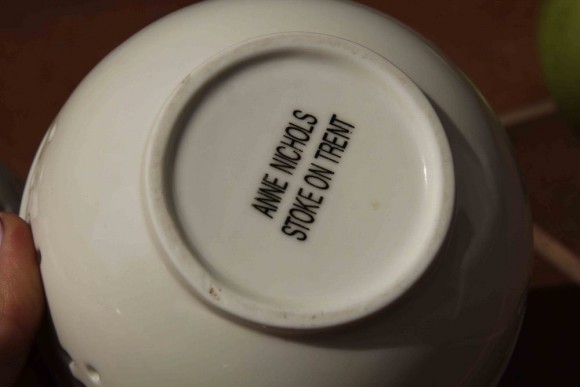 ANNE NICHOLS
STOKE ON TRENT